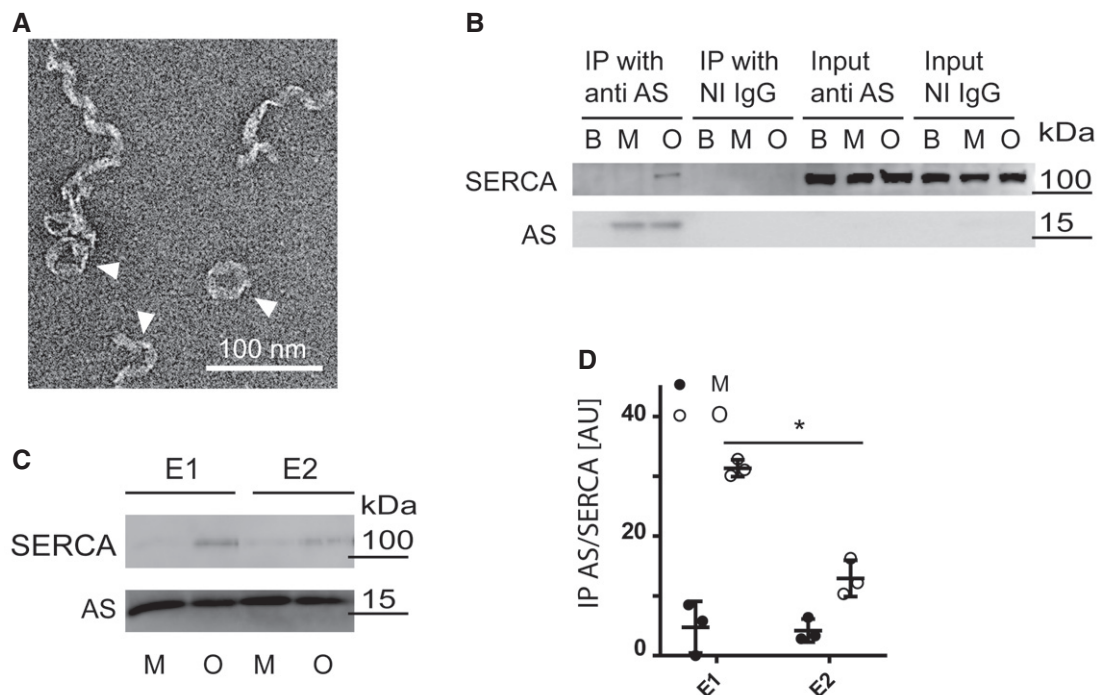 A
100 nm
B
IP with anti AS
IP with NI IgG
Input anti AS
Input NI IgG
B M O B M O B M O B M O
kDa
SERCA
100
AS
15
C
E1 E2
kDa
SERCA
100
AS
15
M O M O
D
M
O
*
IP AS/SERCA [AU]
40
20
0
E1
E2